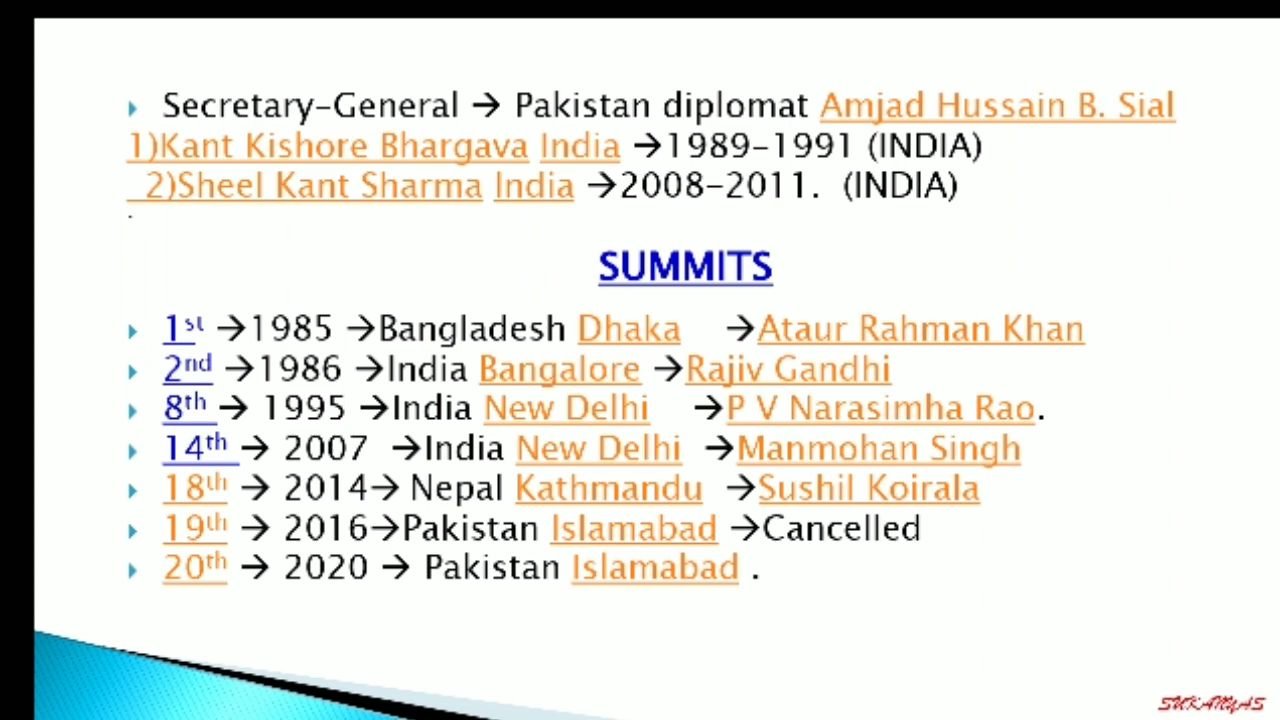 Secretary-General → Pakistan diplomat Amjad Hussain B. Sial
1)Kant Kishore Bhargava India →1989-1991 (INDIA)
2)Sheel Kant Sharma India →2008-2011. (INDIA)
.
SUMMITS
1st →1985 →Bangladesh Dhaka →Ataur Rahman Khan
2nd →1986 →India Bangalore →Rajiv Gandhi
8th → 1995 →India New Delhi →P V Narasimha Rao.
14th → 2007 →India New Delhi →Manmohan Singh
18th → 2014→ Nepal Kathmandu →Sushil Koirala
19th → 2016→Pakistan Islamabad →Cancelled
20th → 2020 → Pakistan Islamabad .
SUKANYAS